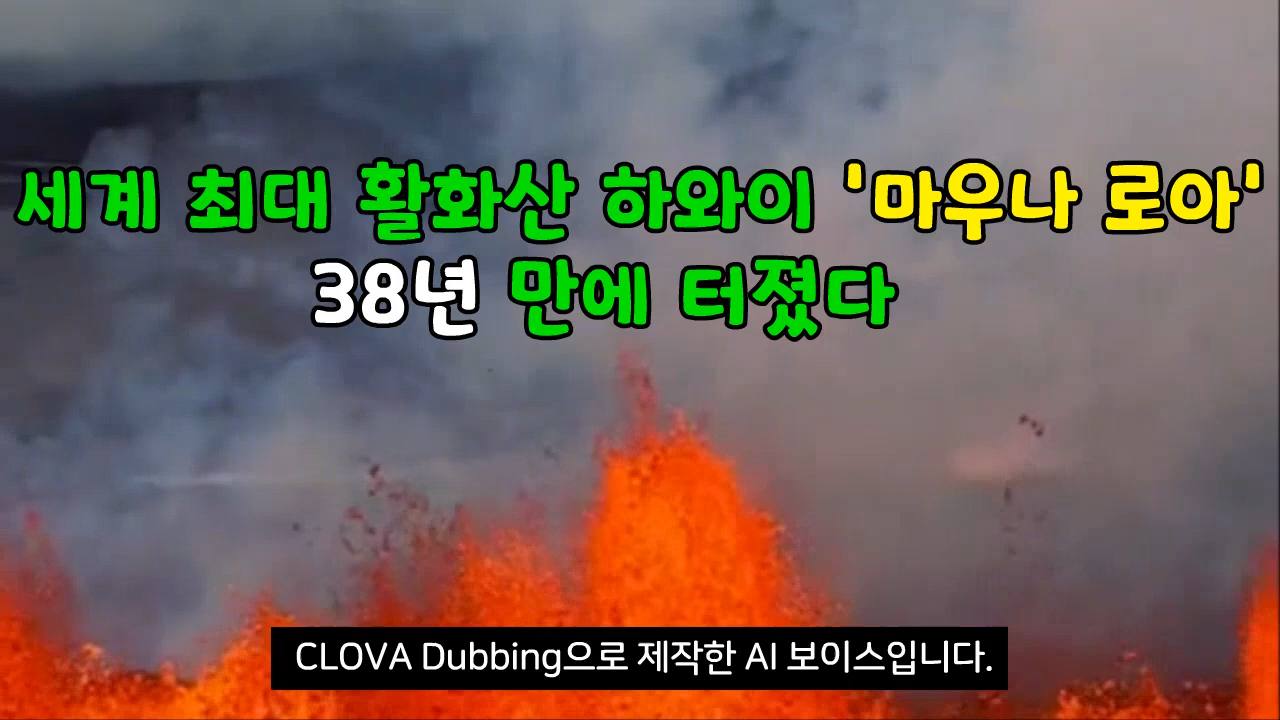 세계 최대 활화산 하와이 '마우나 로아'
38년 만에 터졌다
CLOVA Dubbing으로 제작한 AI 보이스입니다.